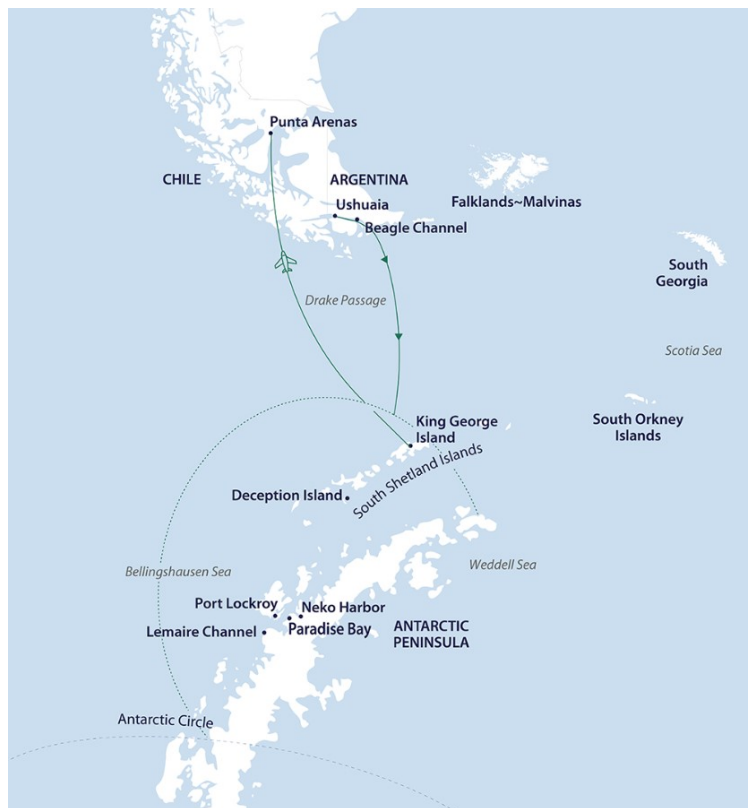 Punta Arenas
CHILE
ARGENTINA
Ushuaia
Falklands~Malvinas
Beagle Channel
South
Georgia
Drake Passage
Scotia Sea
King George
Island
South Orkney
Islands
South Shetland Islands
Deception Island
Weddell Sea
Bellingshausen Sea
Port Lockroy
Neko Harbor
Lemaire Channel
Paradise Bay
ANTARCTIC
PENINSULA
Antarctic Circle